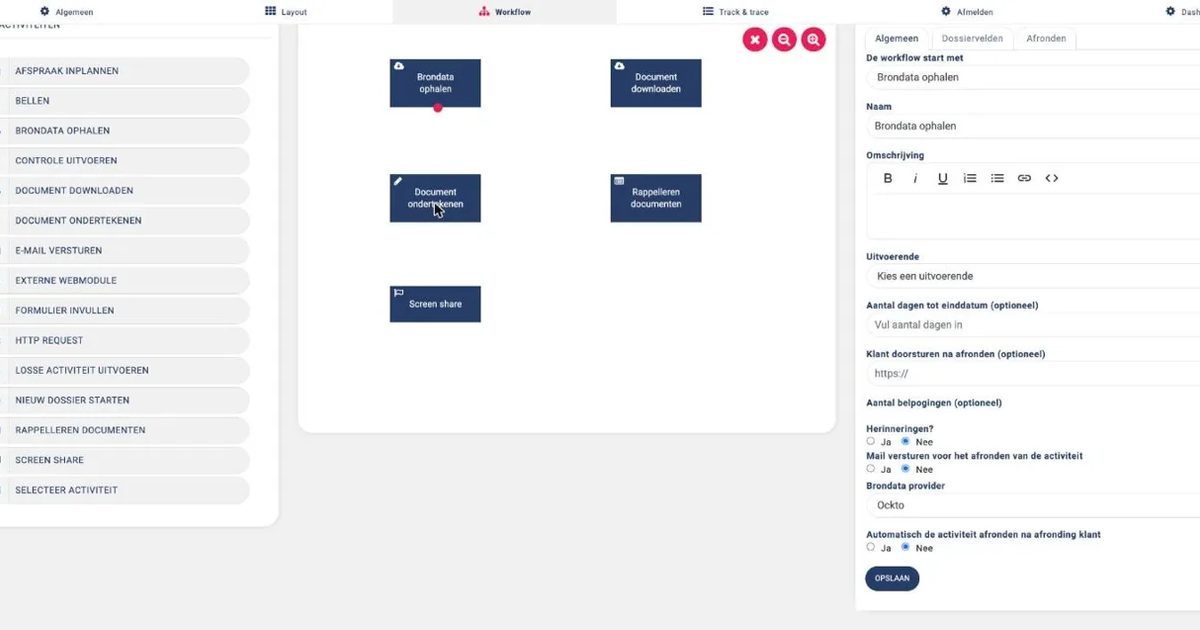 Algemeen
Layout
Workflow
Track & trace
Afmelden
Dash
ACTIVITEITEN
AFSPRAAK INPLANNEN
BELLEN
BRONDATA OPHALEN
CONTROLE UITVOEREN
DOCUMENT DOWNLOADEN
DOCUMENT ONDERTEKENEN
E-MAIL VERSTUREN
EXTERNE WEBMODULE
FORMULIER INVULLEN
HTTP REQUEST
LOSSE ACTIVITEIT UITVOEREN
NIEUW DOSSIER STARTEN
RAPPELLEREN DOCUMENTEN
SCREEN SHARE
SELECTEER ACTIVITEIT
Brondata
ophalen
Document
downloaden
Document
ondertekenen
Rappelleren
documenten
Screen share
Algemeen
Dossiervelden
Afronden
De workflow start met
Brondata ophalen
Naam
Brondata ophalen
Omschrijving
B i U
Uitvoerende
Kies een uitvoerende
Aantal dagen tot einddatum (optioneel)
Vul aantal dagen in
Klant doorsturen na afronden (optioneel)
https://
Aantal belpogingen (optioneel)
Herinneringen?
Ja Nee
Mail versturen voor het afronden van de activiteit
Ja Nee
Brondata provider
Ockto
Automatisch de activiteit afronden na afronding klant
Ja Nee
OPSLAAN